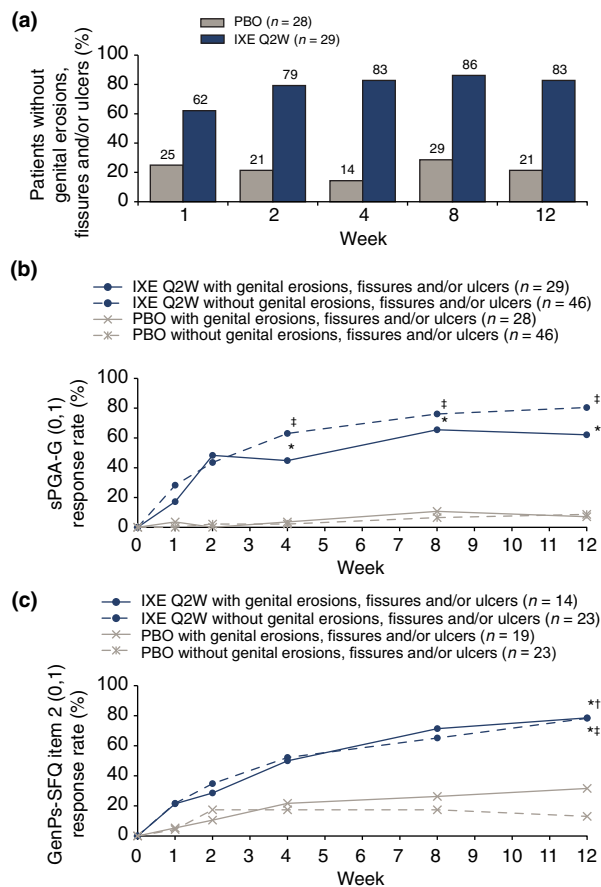 (a)
PBO (n = 28)
IXE Q2W (n = 29)
Patients without
genital erosions,
fissures and/or ulcers (%)
100
80
60
40
20
0
25
62
21
79
14
83
29
86
21
83
1 2 4 8 12
Week
(b)
IXE Q2W with genital erosions, fissures and/or ulcers (n = 29)
IXE Q2W without genital erosions, fissures and/or ulcers (n = 46)
PBO with genital erosions, fissures and/or ulcers (n = 28)
PBO without genital erosions, fissures and/or ulcers (n = 46)
sPGA-G (0,1)
response rate (%)
100
80
60
40
20
0
‡
*
‡
*
‡
*
0 1 2 3 4 5 6 7 8 9 10 11 12
Week
(c)
IXE Q2W with genital erosions, fissures and/or ulcers (n = 14)
IXE Q2W without genital erosions, fissures and/or ulcers (n = 23)
PBO with genital erosions, fissures and/or ulcers (n = 19)
PBO without genital erosions, fissures and/or ulcers (n = 23)
GenPs-SFQ item 2 (0,1)
response rate (%)
100
80
60
40
20
0
*†
*‡
0 1 2 3 4 5 6 7 8 9 10 11 12
Week